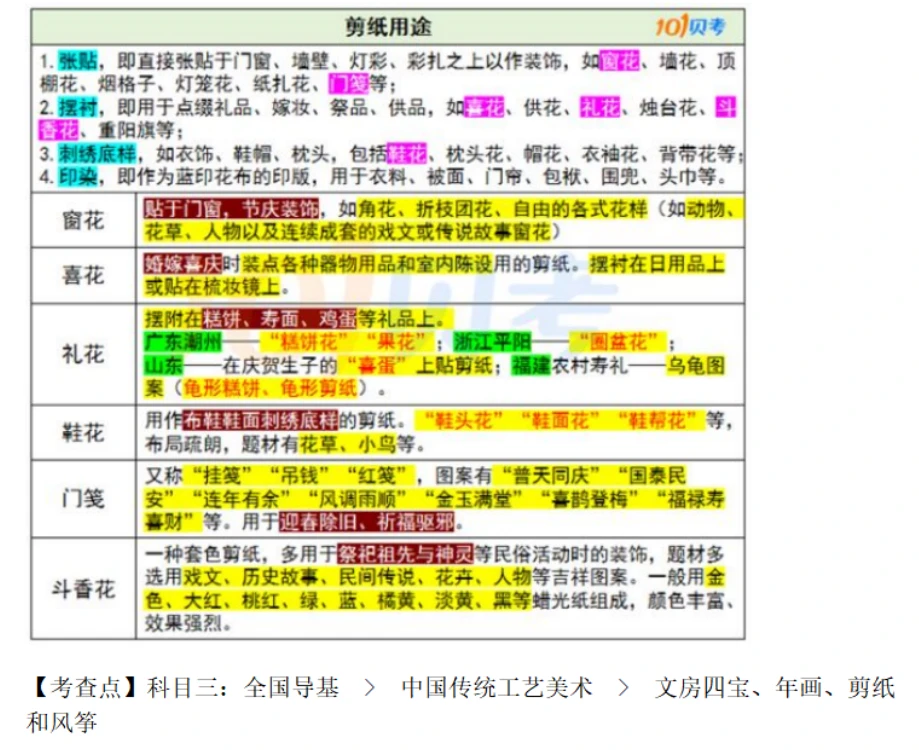 剪纸用途
101贝考
1. 张贴，即直接张贴于门窗、墙壁、灯彩、彩扎之上以作装饰，如窗花、墙花、顶
棚花、烟格子、灯笼花、纸扎花、门笺等；
2. 摆衬，即用于点缀礼品、嫁妆、祭品、供品，如喜花、供花、礼花、烛台花、斗
香花、重阳旗等；
3. 刺绣底样，如衣饰、鞋帽、枕头，包括鞋花、枕头花、帽花、衣袖花、背带花等；
4. 印染，即作为蓝印花布的印版，用于衣料、被面、门帘、包袱、围兜、头巾等。
窗花
贴于门窗，节庆装饰，如角花、折枝团花、自由的各式花样（如动物、
花草、人物以及连续成套的戏文或传说故事窗花）
喜花
婚嫁喜庆时装点各种器物用品和室内陈设用的剪纸。摆衬在日用品上
或贴在梳妆镜上。
礼花
摆附在糕饼、寿面、鸡蛋等礼品上。
广东潮州——“糕饼花”“果花”；浙江平阳——“圈盆花”；
山东——在庆贺生子的“喜蛋”上贴剪纸；福建农村寿礼——乌龟图
案（龟形糕饼、龟形剪纸）。
鞋花
用作布鞋鞋面刺绣底样的剪纸。“鞋头花”“鞋面花”“鞋帮花”等，
布局疏朗，题材有花草、小鸟等。
门笺
又称“挂笺”“吊钱”“红笺”，图案有“普天同庆”“国泰民
安”“连年有余”“风调雨顺”“金玉满堂”“喜鹊登梅”“福禄寿
喜财”等。用于迎春除旧、祈福驱邪。
斗香花
一种套色剪纸，多用于祭祀祖先与神灵等民俗活动时的装饰，题材多
选用戏文、历史故事、民间传说、花卉、人物等吉祥图案。一般用金
色、大红、桃红、绿、蓝、橘黄、淡黄、黑等蜡光纸组成，颜色丰富、
效果强烈。
【考查点】科目三：全国导基 > 中国传统工艺美术 > 文房四宝、年画、剪纸
和风筝